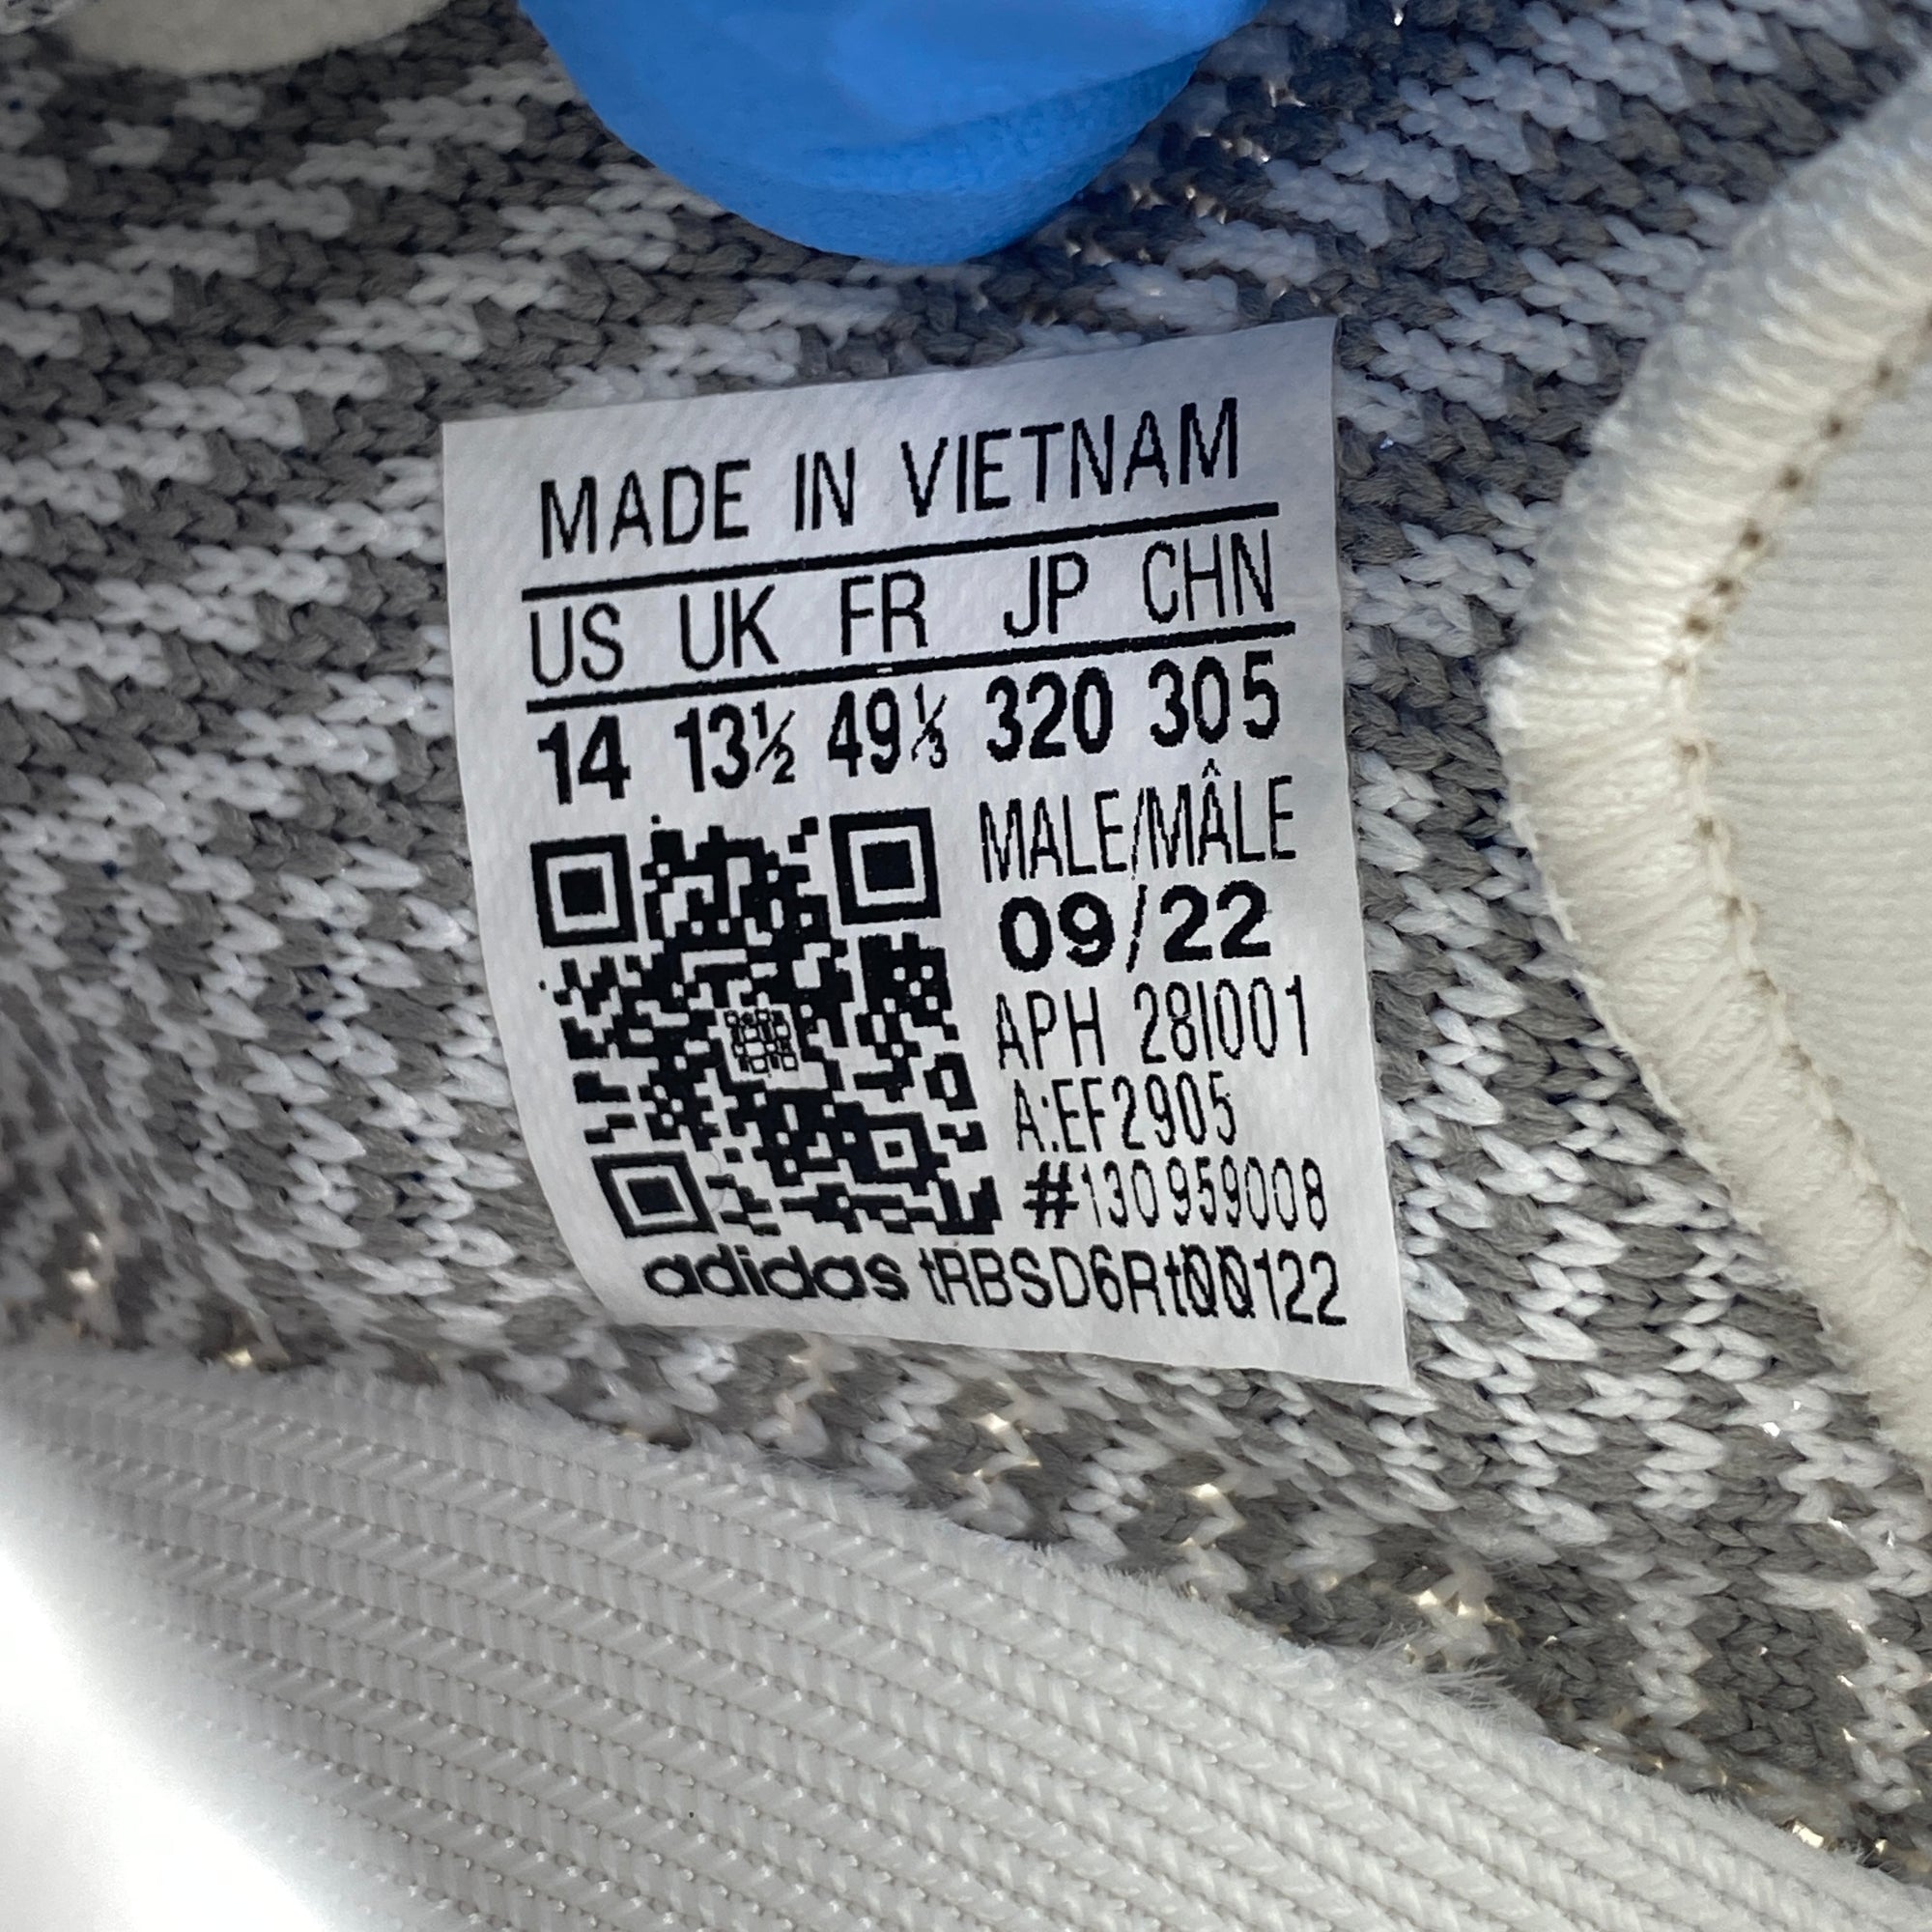 MADE IN VIETNAM
US UK FR JP CHN
14 13½ 49⅓ 320 305
MALE/MÂLE
09/22
APH 28I001
A:EF2905
#130959008
adidas tRBSD6Rt00122